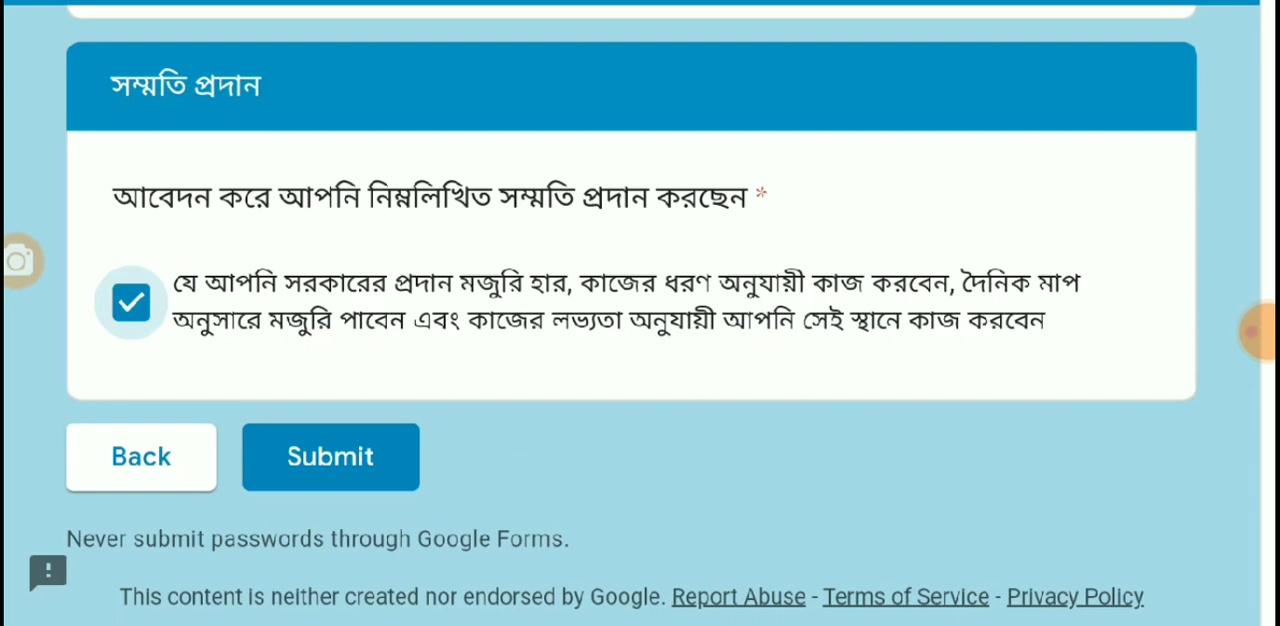 সম্মতি প্রদান
আবেদন করে আপনি নিম্নলিখিত সম্মতি প্রদান করছেন *
যে আপনি সরকারের প্রদান মজুরি হার, কাজের ধরণ অনুযায়ী কাজ করবেন, দৈনিক মাপ
অনুসারে মজুরি পাবেন এবং কাজের লভ্যতা অনুযায়ী আপনি সেই স্থানে কাজ করবেন
Back
Submit
Never submit passwords through Google Forms.
This content is neither created nor endorsed by Google. Report Abuse - Terms of Service - Privacy Policy